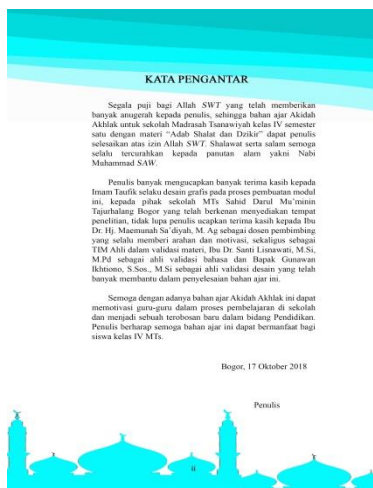 KATA PENGANTAR
Segala puji bagi Allah SWT yang telah memberikan
banyak anugerah kepada penulis, sehingga bahan ajar Akidah
Akhlak untuk sekolah Madrasah Tsanawiyah kelas IV semester
satu dengan materi “Adab Shalat dan Dzikir” dapat penulis
selesaikan atas izin Allah SWT. Shalawat serta salam semoga
selalu tercurahkan kepada panutan alam yakni Nabi
Muhammad SAW.
Penulis banyak mengucapkan banyak terima kasih kepada
Imam Taufik selaku desain grafis pada proses pembuatan modul
ini, kepada pihak sekolah MTs Sahid Darul Mu’minin
Tajurhalang Bogor yang telah berkenan menyediakan tempat
penelitian, tidak lupa penulis ucapkan terima kasih kepada Ibu
Dr. Hj. Maemunah Sa’diyah, M. Ag sebagai dosen pembimbing
yang selalu memberi arahan dan motivasi, sekaligus sebagai
TIM Ahli dalam validasi materi, Ibu Dr. Santi Lisnawati, M.Si,
M.Pd sebagai ahli validasi bahasa dan Bapak Gunawan
Ikhtiono, S.Sos., M.Si sebagai ahli validasi desain yang telah
banyak membantu dalam penyelesaian bahan ajar ini.
Semoga dengan adanya bahan ajar Akidah Akhlak ini dapat
memotivasi guru-guru dalam proses pembelajaran di sekolah
dan menjadi sebuah terobosan baru dalam bidang Pendidikan.
Penulis berharap semoga bahan ajar ini dapat bermanfaat bagi
siswa kelas IV MTs.
Bogor, 17 Oktober 2018
Penulis
ii